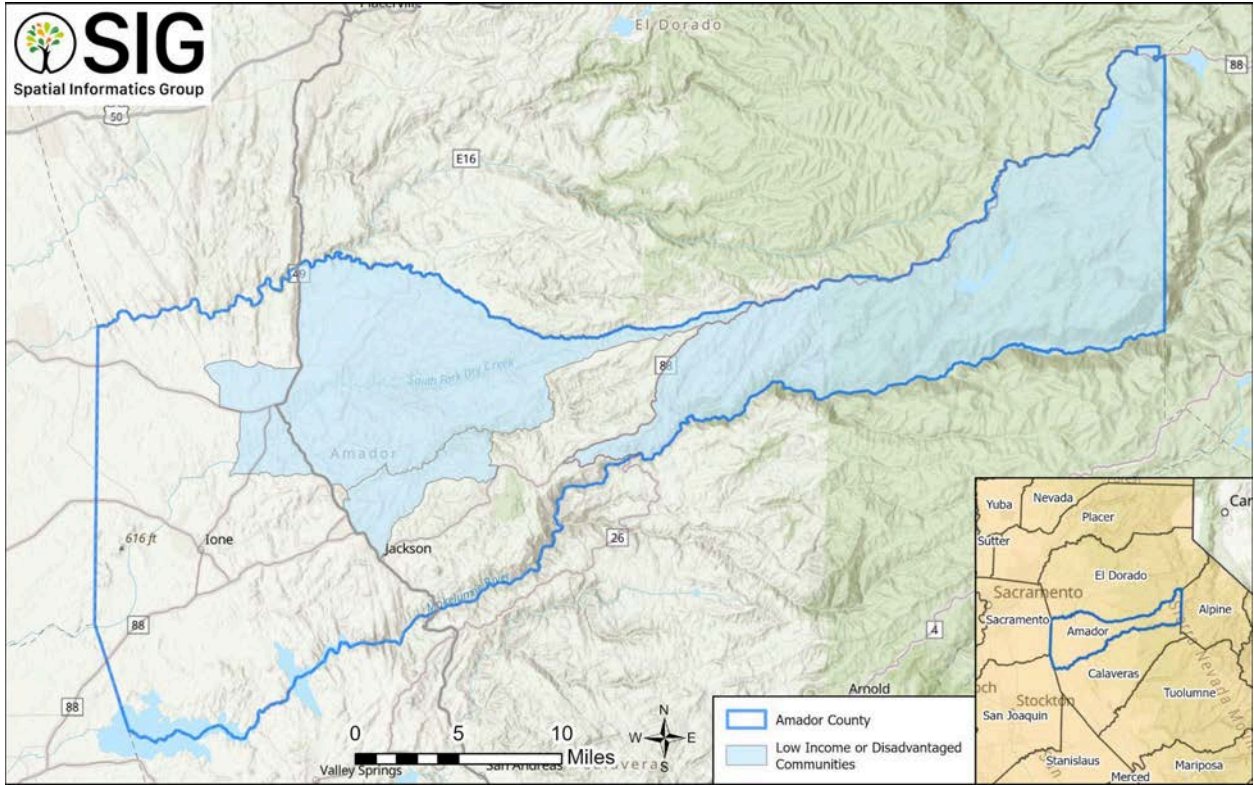 Placerville
El Dorado
SIG
Spatial Informatics Group
88
50
E16
49
88
South Fork Dry Creek
Amador
616 ft
Ione
Jackson
26
Mokelumne River
88
4
88
Arnold
N
W
E
S
0
5
10
Miles
Valley Springs
San Andreas
Calaveras
Amador County
Low Income or Disadvantaged
Communities
Yuba
Nevada
Placer
Sutter
El Dorado
Sacramento
Sacramento
Amador
Alpine
Calaveras
Stockton
San Joaquin
Tuolumne
Stanislaus
Merced
Mariposa